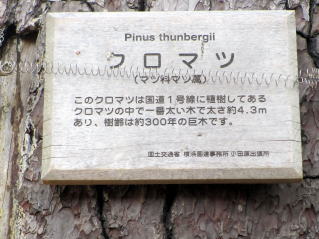 Pinus thunbergii
クロマツ
(マツ科マツ属)
このクロマツは国道1号線に植樹してある
クロマツの中で一番太い木で太さ約4.3m
あり、樹齢は約300年の巨木です。
国土交通省 横浜国道事務所 小田原出張所